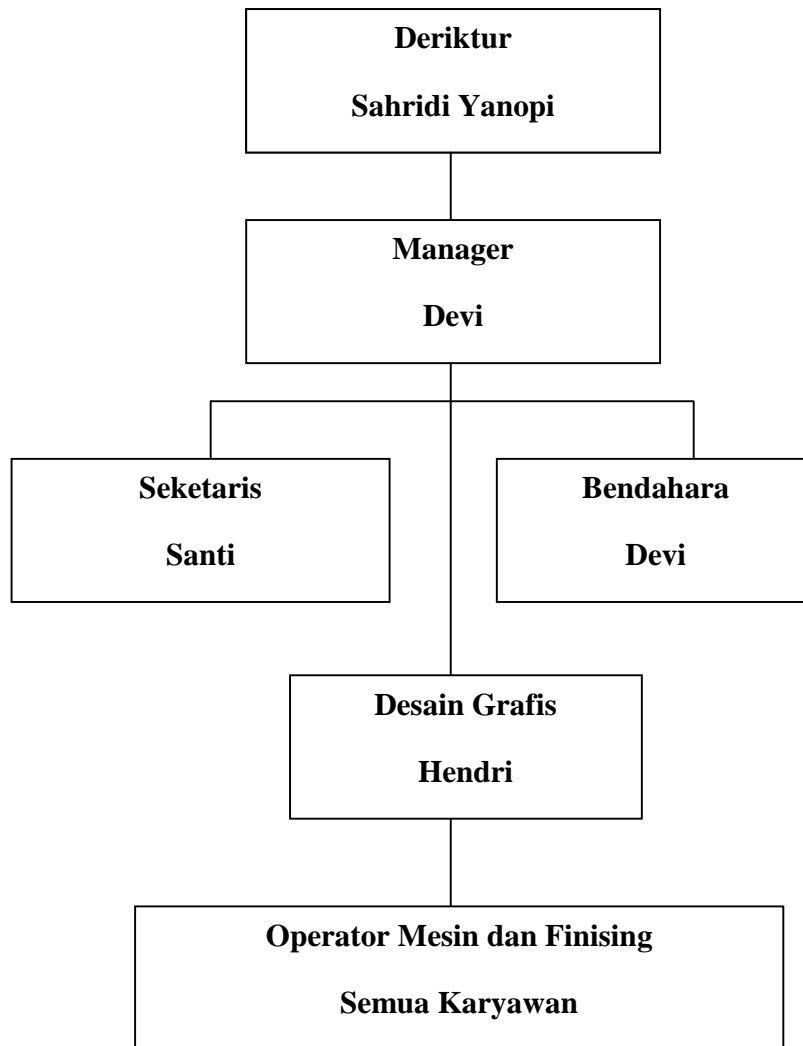 Deriktur
Sahridi Yanopi
Manager
Devi
Seketaris
Santi
Bendahara
Devi
Desain Grafis
Hendri
Operator Mesin dan Finising
Semua Karyawan